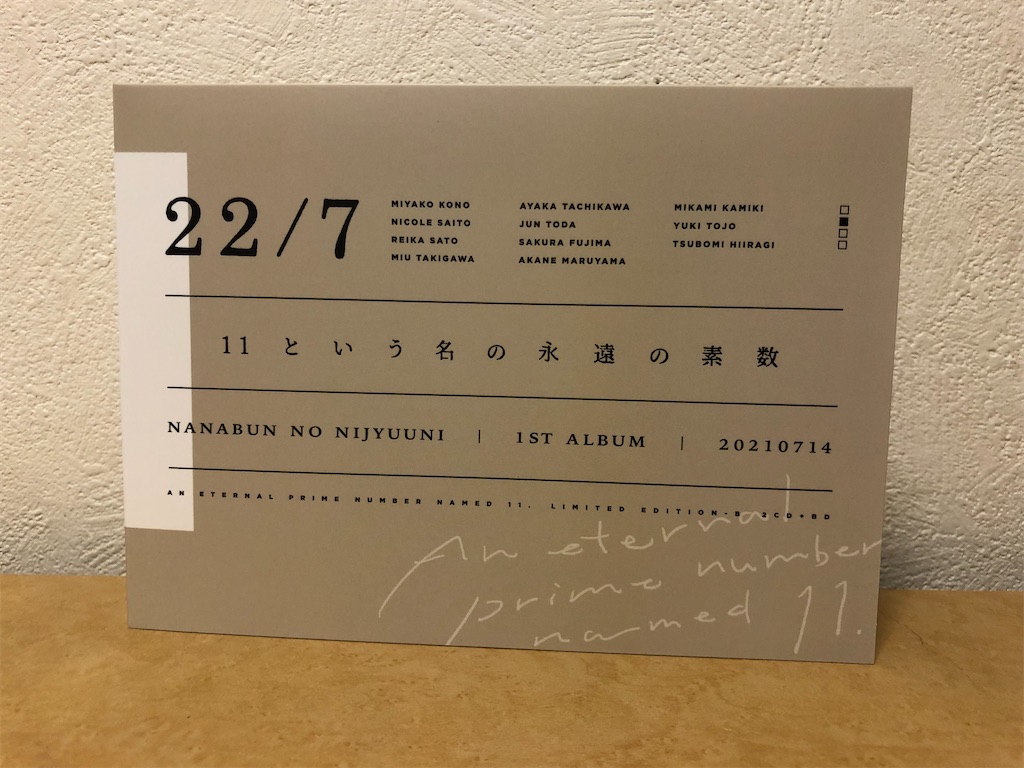 22/7
MIYAKO KONO
NICOLE SAITO
REIKA SATO
MIU TAKIGAWA
AYAKA TACHIKAWA
JUN TODA
SAKURA FUJIMA
AKANE MARUYAMA
MIKAMI KAMIKI
YUKI TOJO
TSUBOMI HIIRAGI
11という名の永遠の素数
NANABUN NO NIJYUUNI | 1ST ALBUM | 20210714
AN ETERNAL PRIME NUMBER NAMED 11. LIMITED EDITION-B 2CD+BD
An eternal
prime number
named 11.